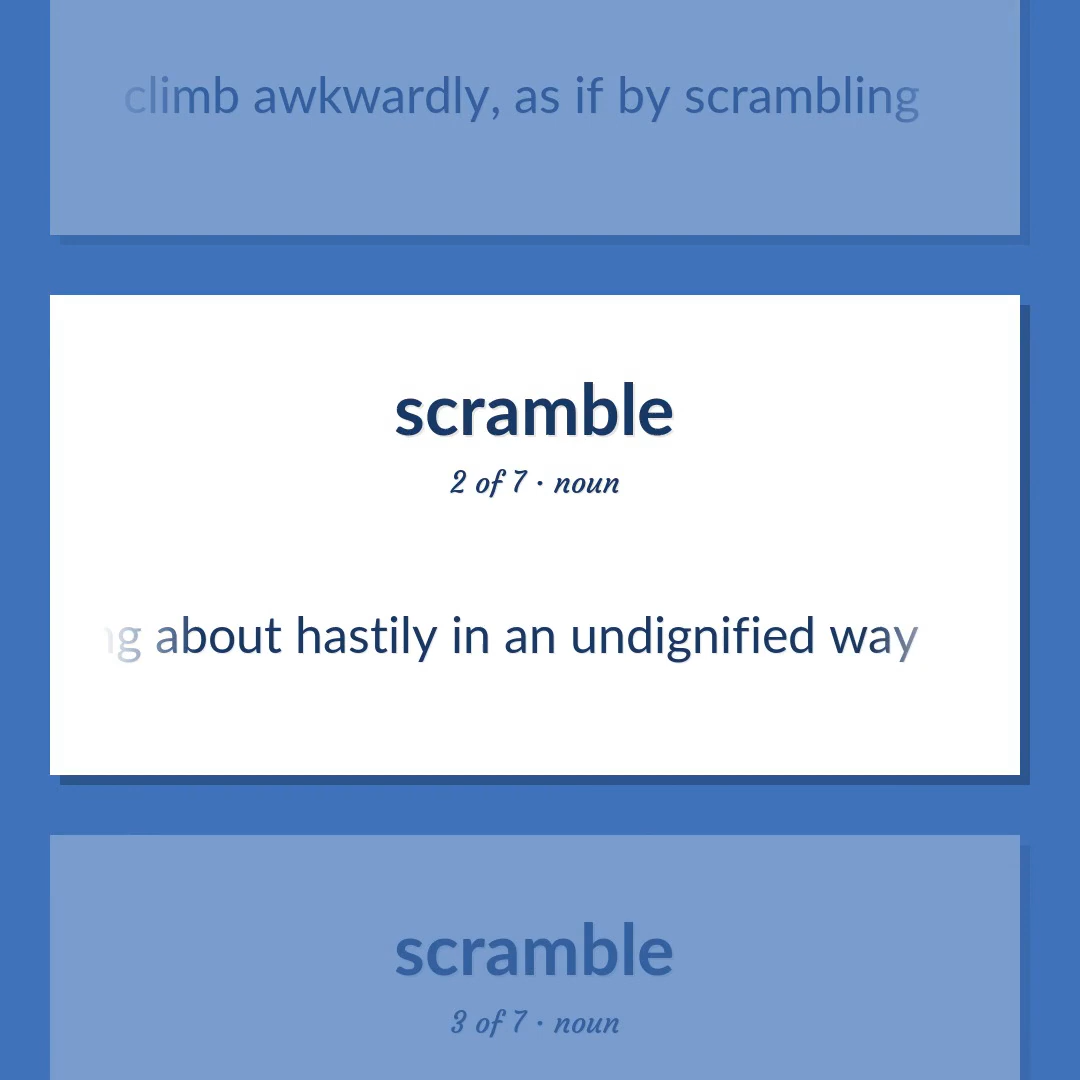 climb awkwardly, as if by scrambling
scramble
2 of 7 · noun
about hastily in an undignified way
scramble
3 of 7 · noun